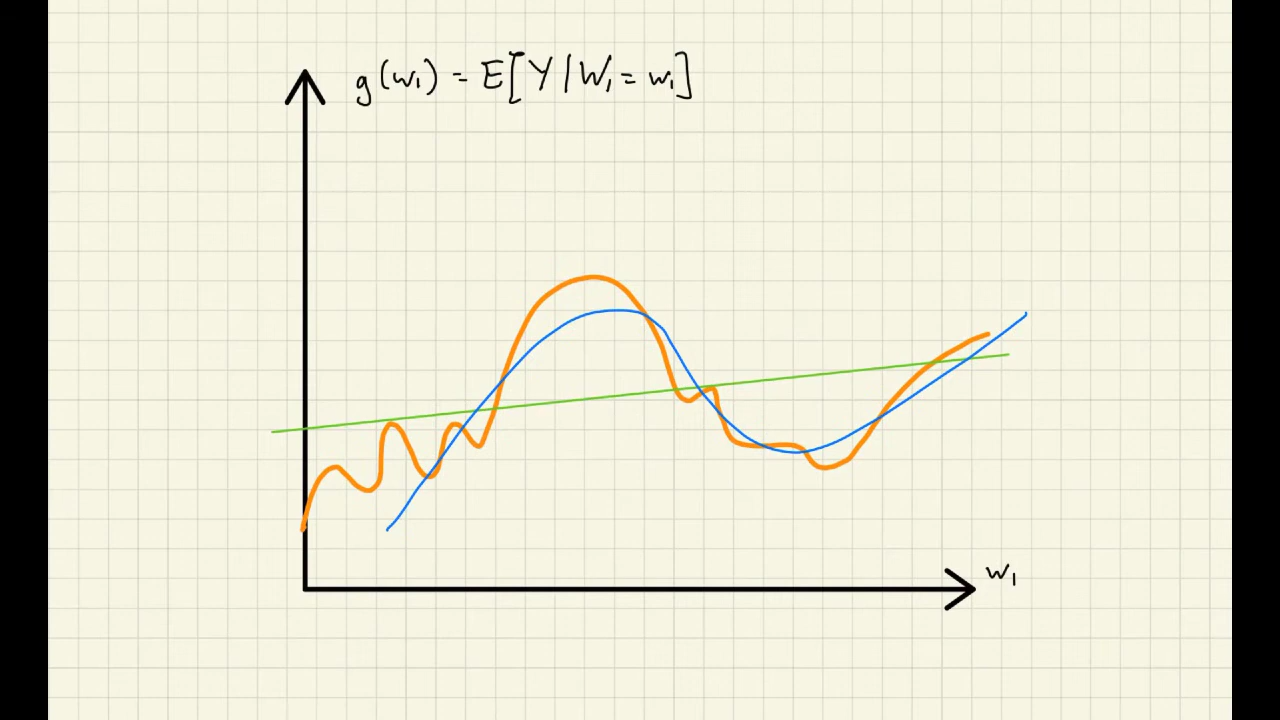 g(w₁) = E[Y|W₁ = w₁]
w₁